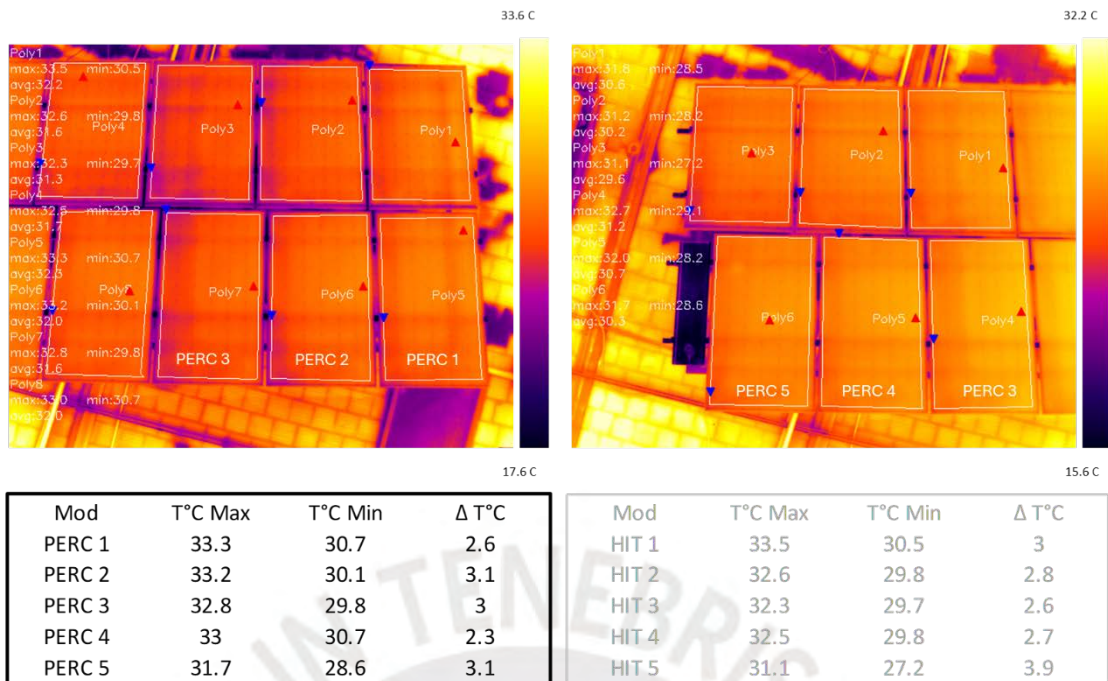 33.6 C
32.2 C
Poly1
max:33.5 min:30.5
avg:32.2
Poly2
max:32.6 min:29.8
avg:31.6
Poly3
max:32.3 min:29.7
avg:31.3
Poly4
max:32.5 min:29.8
avg:31.7
Poly5
max:33.3 min:30.7
avg:32.3
Poly6
max:33.2 min:30.1
avg:32.0
Poly7
max:32.8 min:29.8
avg:31.6
Poly8
max:33.0 min:30.7
avg:32.0
Poly4 Poly3 Poly2 Poly1
Poly8 Poly7 Poly6 Poly5
PERC 3 PERC 2 PERC 1
Poly1
max:31.8 min:28.5
avg:30.6
Poly2
max:31.2 min:28.2
avg:30.2
Poly3
max:31.1 min:27.2
avg:29.6
Poly4
max:32.7 min:29.1
avg:31.2
Poly5
max:32.0 min:28.2
avg:30.7
Poly6
max:31.7 min:28.6
avg:30.3
Poly3 Poly2 Poly1
Poly6 Poly5 Poly4
PERC 5 PERC 4 PERC 3
17.6 C
15.6 C
Mod T°C Max T°C Min Δ T°C
PERC 1 33.3 30.7 2.6
PERC 2 33.2 30.1 3.1
PERC 3 32.8 29.8 3
PERC 4 33 30.7 2.3
PERC 5 31.7 28.6 3.1
Mod T°C Max T°C Min Δ T°C
HIT 1 33.5 30.5 3
HIT 2 32.6 29.8 2.8
HIT 3 32.3 29.7 2.6
HIT 4 32.5 29.8 2.7
HIT 5 31.1 27.2 3.9
IN TENEBRIS